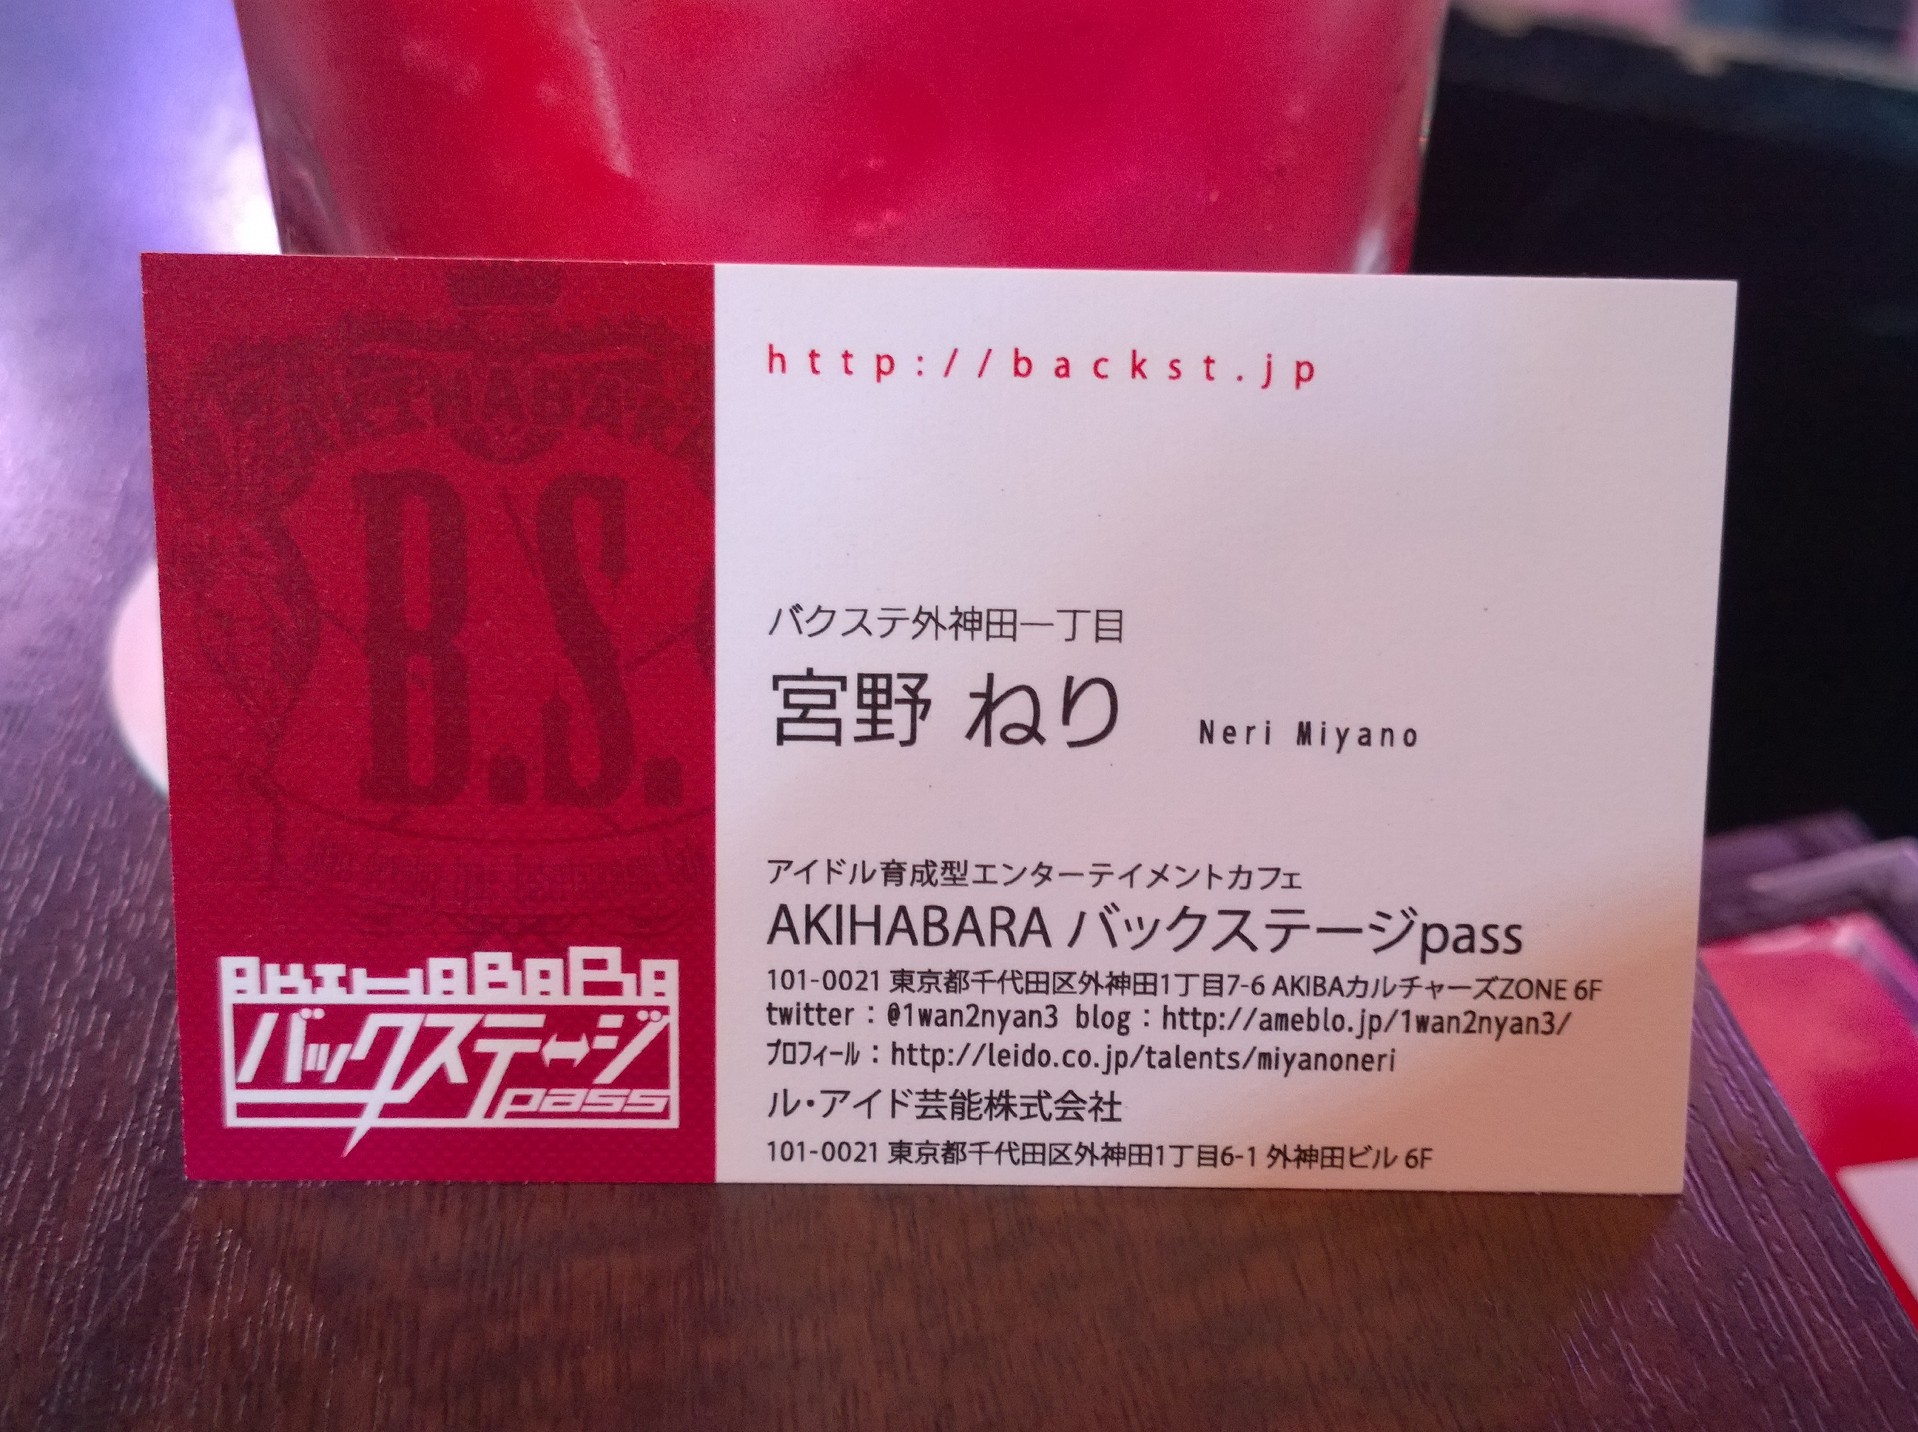 AKIHABARA
B.S.
AKIHABARA
バックステージ
pass
http://backst.jp
バクステ外神田一丁目
宮野 ねり Neri Miyano
アイドル育成型エンターテイメントカフェ
AKIHABARA バックステージpass
101-0021 東京都千代田区外神田1丁目7-6 AKIBAカルチャーズZONE 6F
twitter：@1wan2nyan3 blog：http://ameblo.jp/1wan2nyan3/
プロフィール：http://leido.co.jp/talents/miyanoneri
ル・アイド芸能株式会社
101-0021 東京都千代田区外神田1丁目6-1 外神田ビル 6F